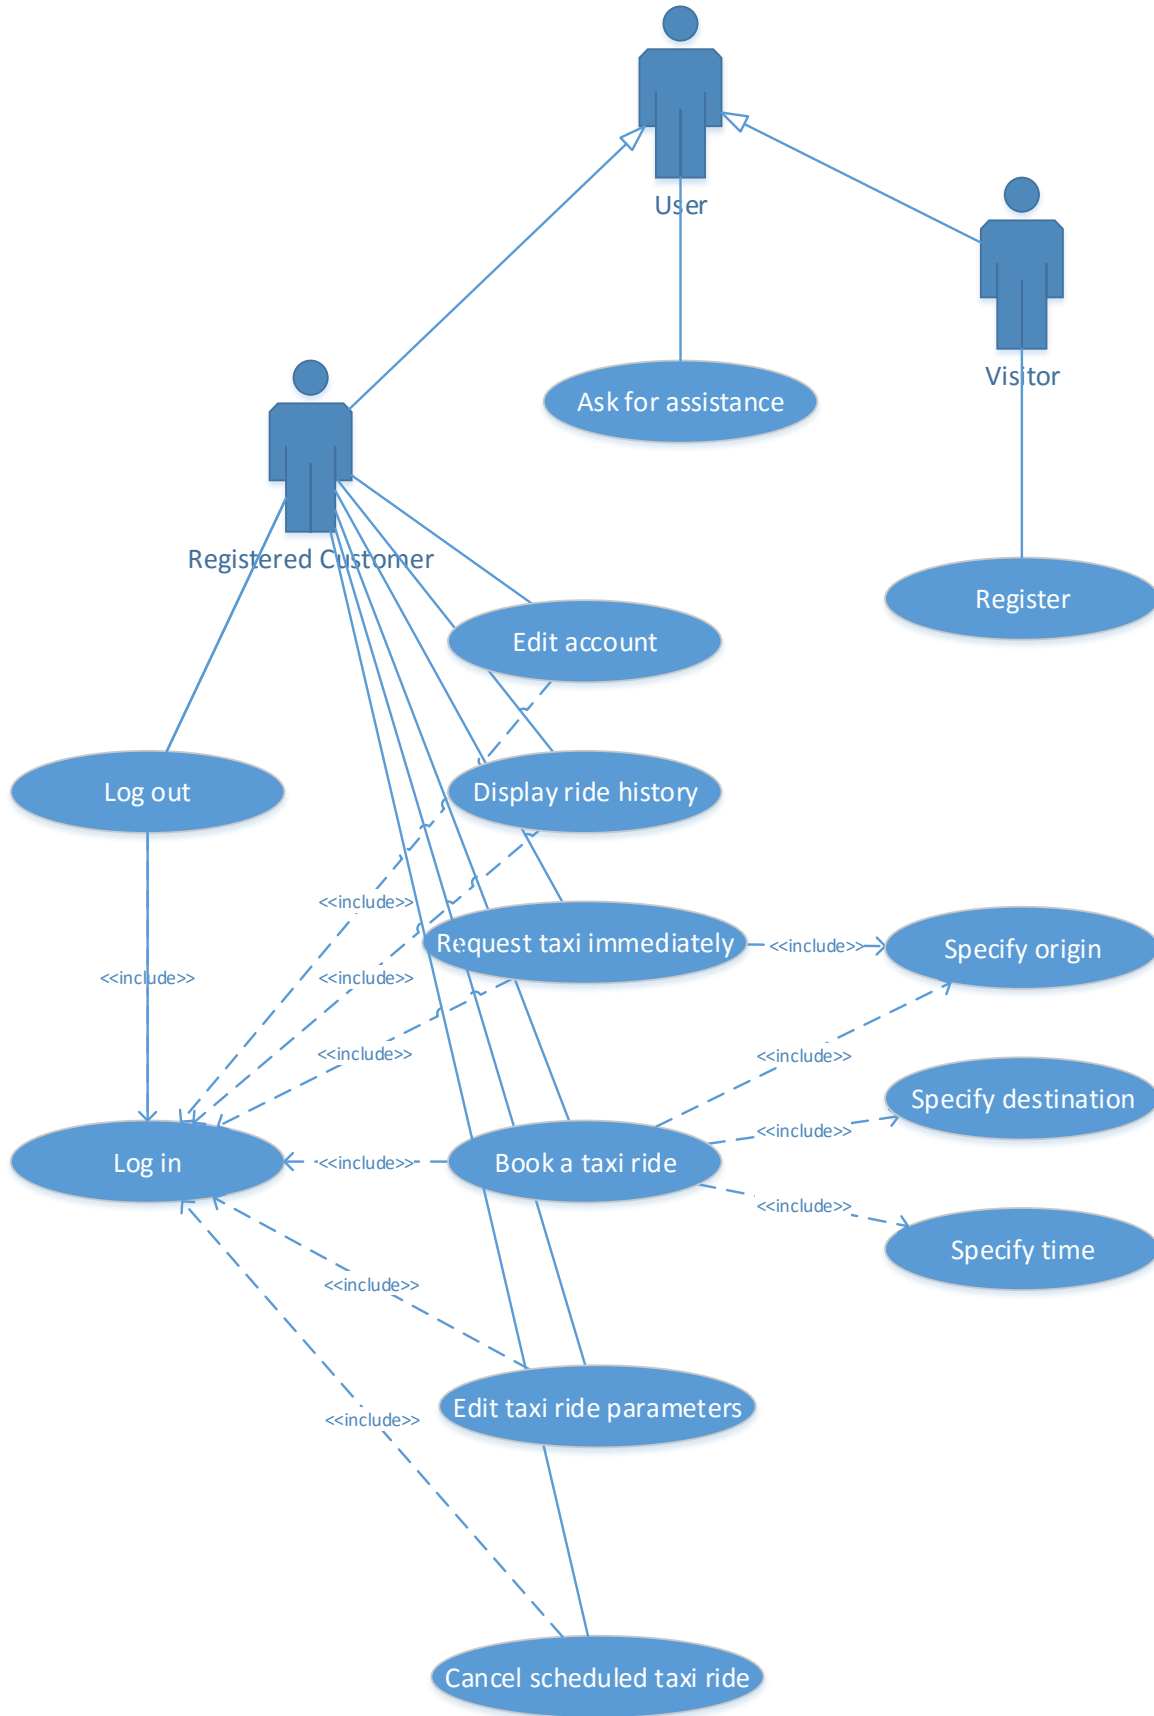 User
Visitor
Ask for assistance
Registered Customer
Register
Edit account
Log out
Display ride history
<<include>>
Request taxi immediately
<<include>>
Specify origin
<<include>>
<<include>>
<<include>>
<<include>>
Specify destination
<<include>>
Log in
<<include>>
Book a taxi ride
<<include>>
Specify time
<<include>>
Edit taxi ride parameters
<<include>>
Cancel scheduled taxi ride